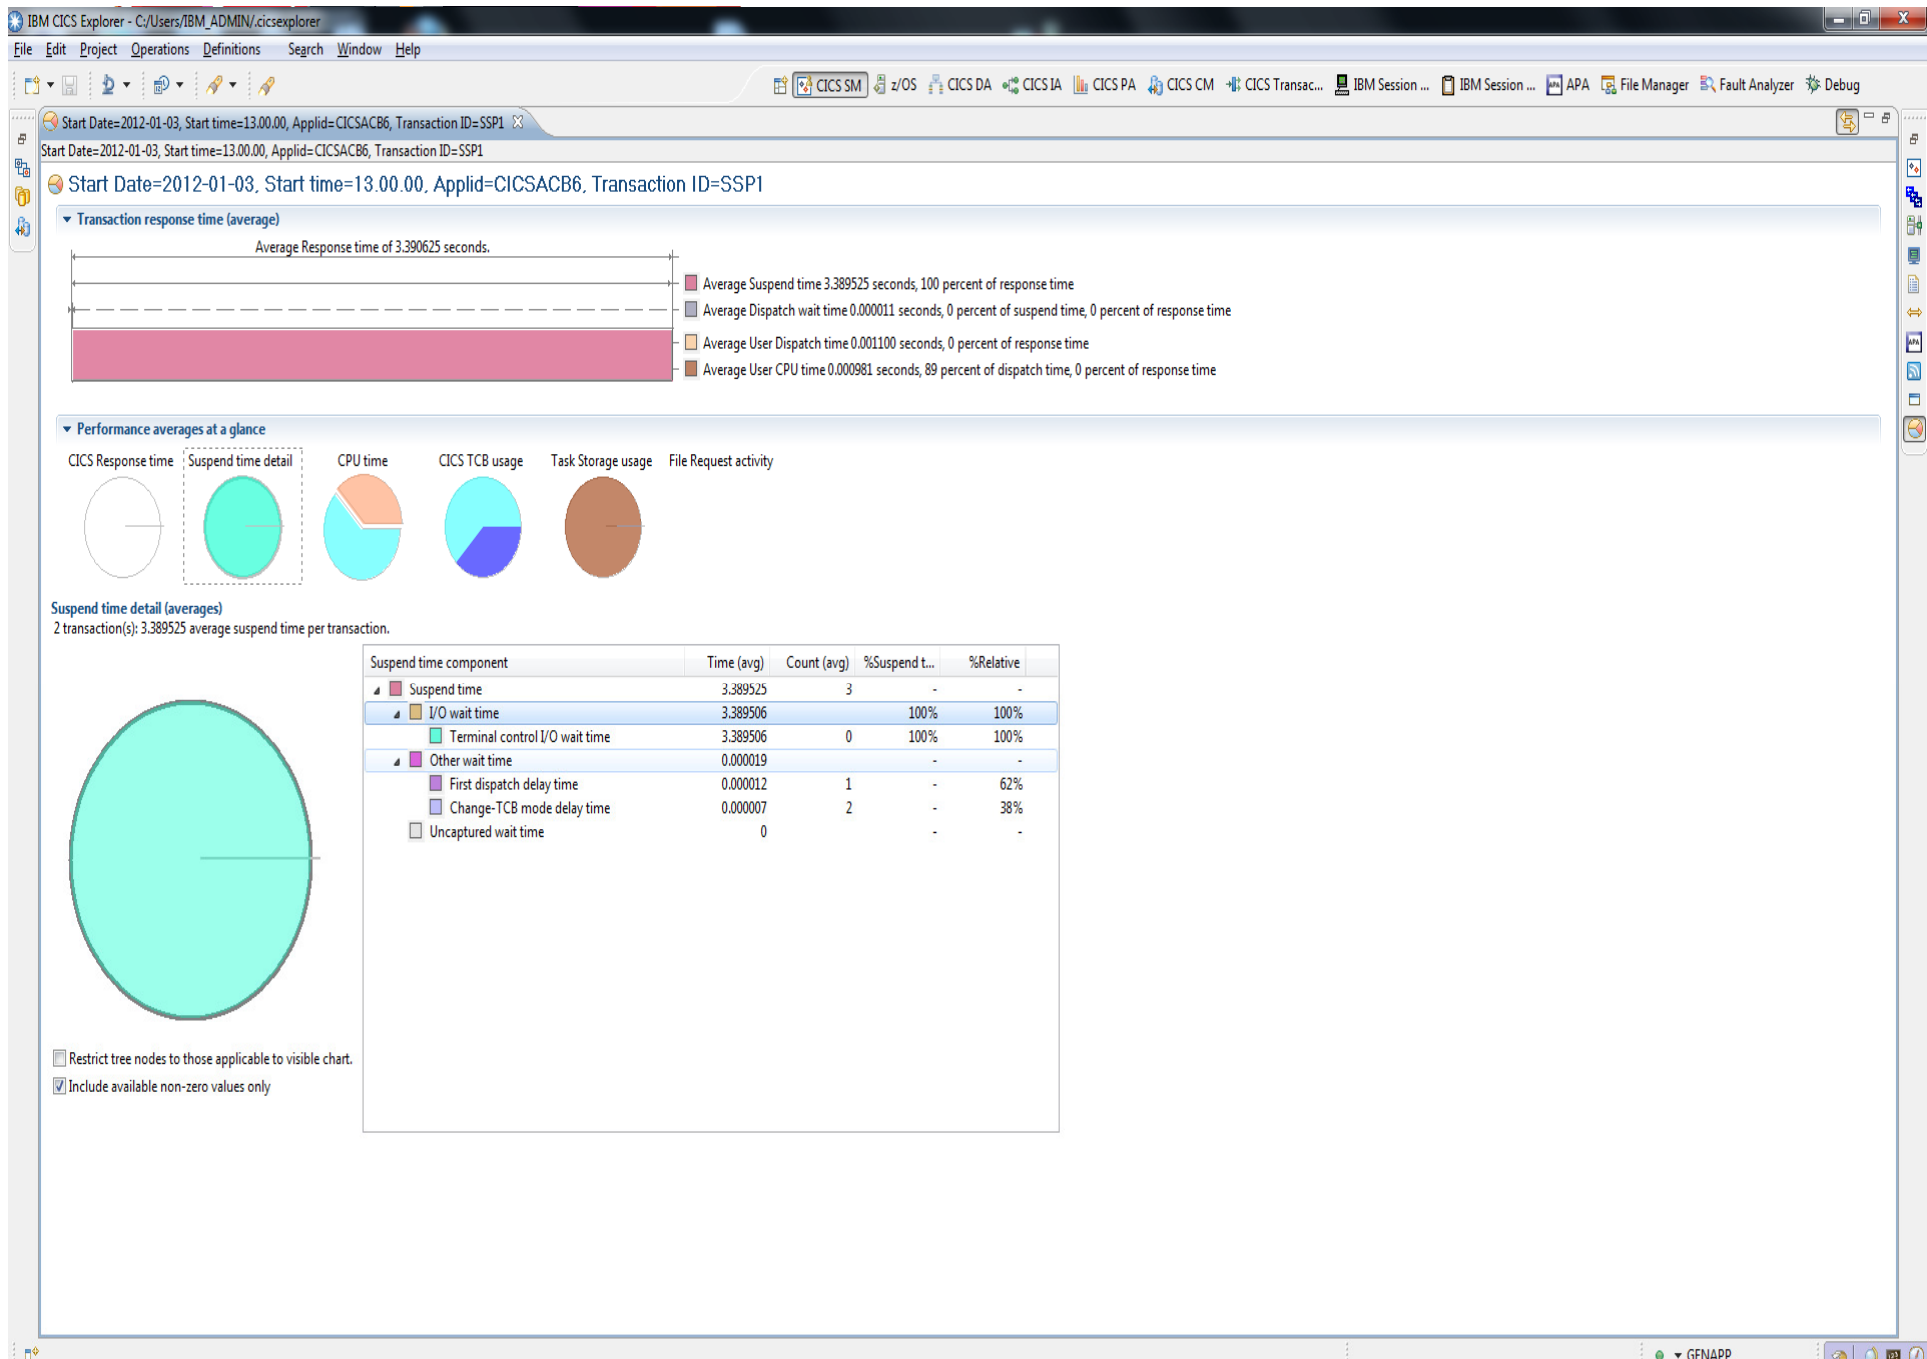 IBM CICS Explorer - C:/Users/IBM_ADMIN/.cicsexplorer
File Edit Project Operations Definitions Search Window Help
CICS SM z/OS CICS DA CICS IA CICS PA CICS CM CICS Transac... IBM Session ... IBM Session ... APA File Manager Fault Analyzer Debug
Start Date=2012-01-03, Start time=13.00.00, Applid=CICSACB6, Transaction ID=SSP1
Start Date=2012-01-03, Start time=13.00.00, Applid=CICSACB6, Transaction ID=SSP1
Start Date=2012-01-03, Start time=13.00.00, Applid=CICSACB6, Transaction ID=SSP1
Transaction response time (average)
Average Response time of 3.390625 seconds.
Average Suspend time 3.389525 seconds, 100 percent of response time
Average Dispatch wait time 0.000011 seconds, 0 percent of suspend time, 0 percent of response time
Average User Dispatch time 0.001100 seconds, 0 percent of response time
Average User CPU time 0.000981 seconds, 89 percent of dispatch time, 0 percent of response time
Performance averages at a glance
CICS Response time Suspend time detail CPU time CICS TCB usage Task Storage usage File Request activity
Suspend time detail (averages)
2 transaction(s): 3.389525 average suspend time per transaction.
Suspend time component Time (avg) Count (avg) %Suspend t... %Relative
Suspend time 3.389525 3 - -
I/O wait time 3.389506 100% 100%
Terminal control I/O wait time 3.389506 0 100% 100%
Other wait time 0.000019 - -
First dispatch delay time 0.000012 1 - 62%
Change-TCB mode delay time 0.000007 2 - 38%
Uncaptured wait time 0 - -
Restrict tree nodes to those applicable to visible chart.
Include available non-zero values only
GENAPP